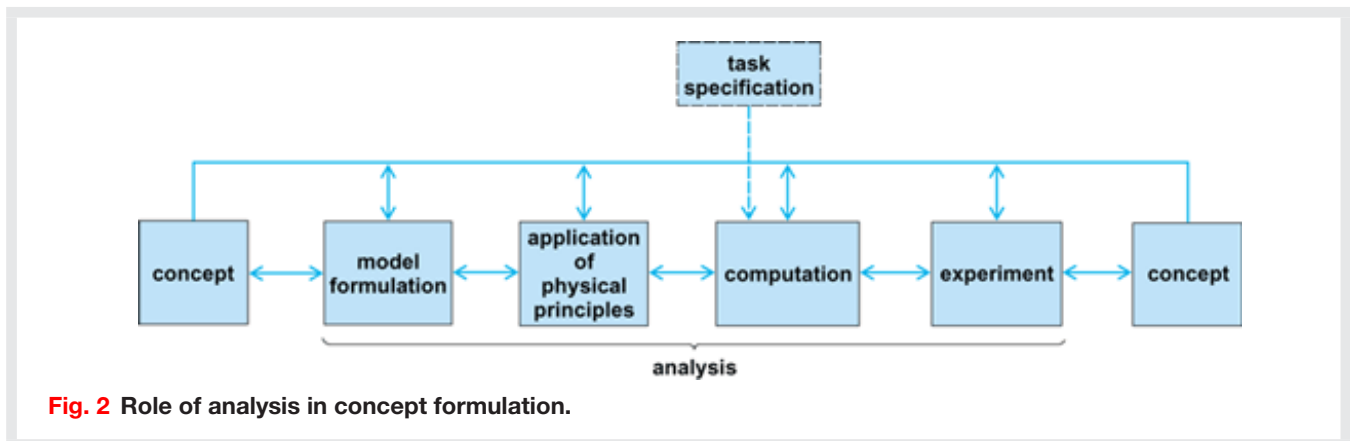 task
specification
concept
model
formulation
application
of
physical
principles
computation
experiment
concept
analysis
Fig. 2 Role of analysis in concept formulation.